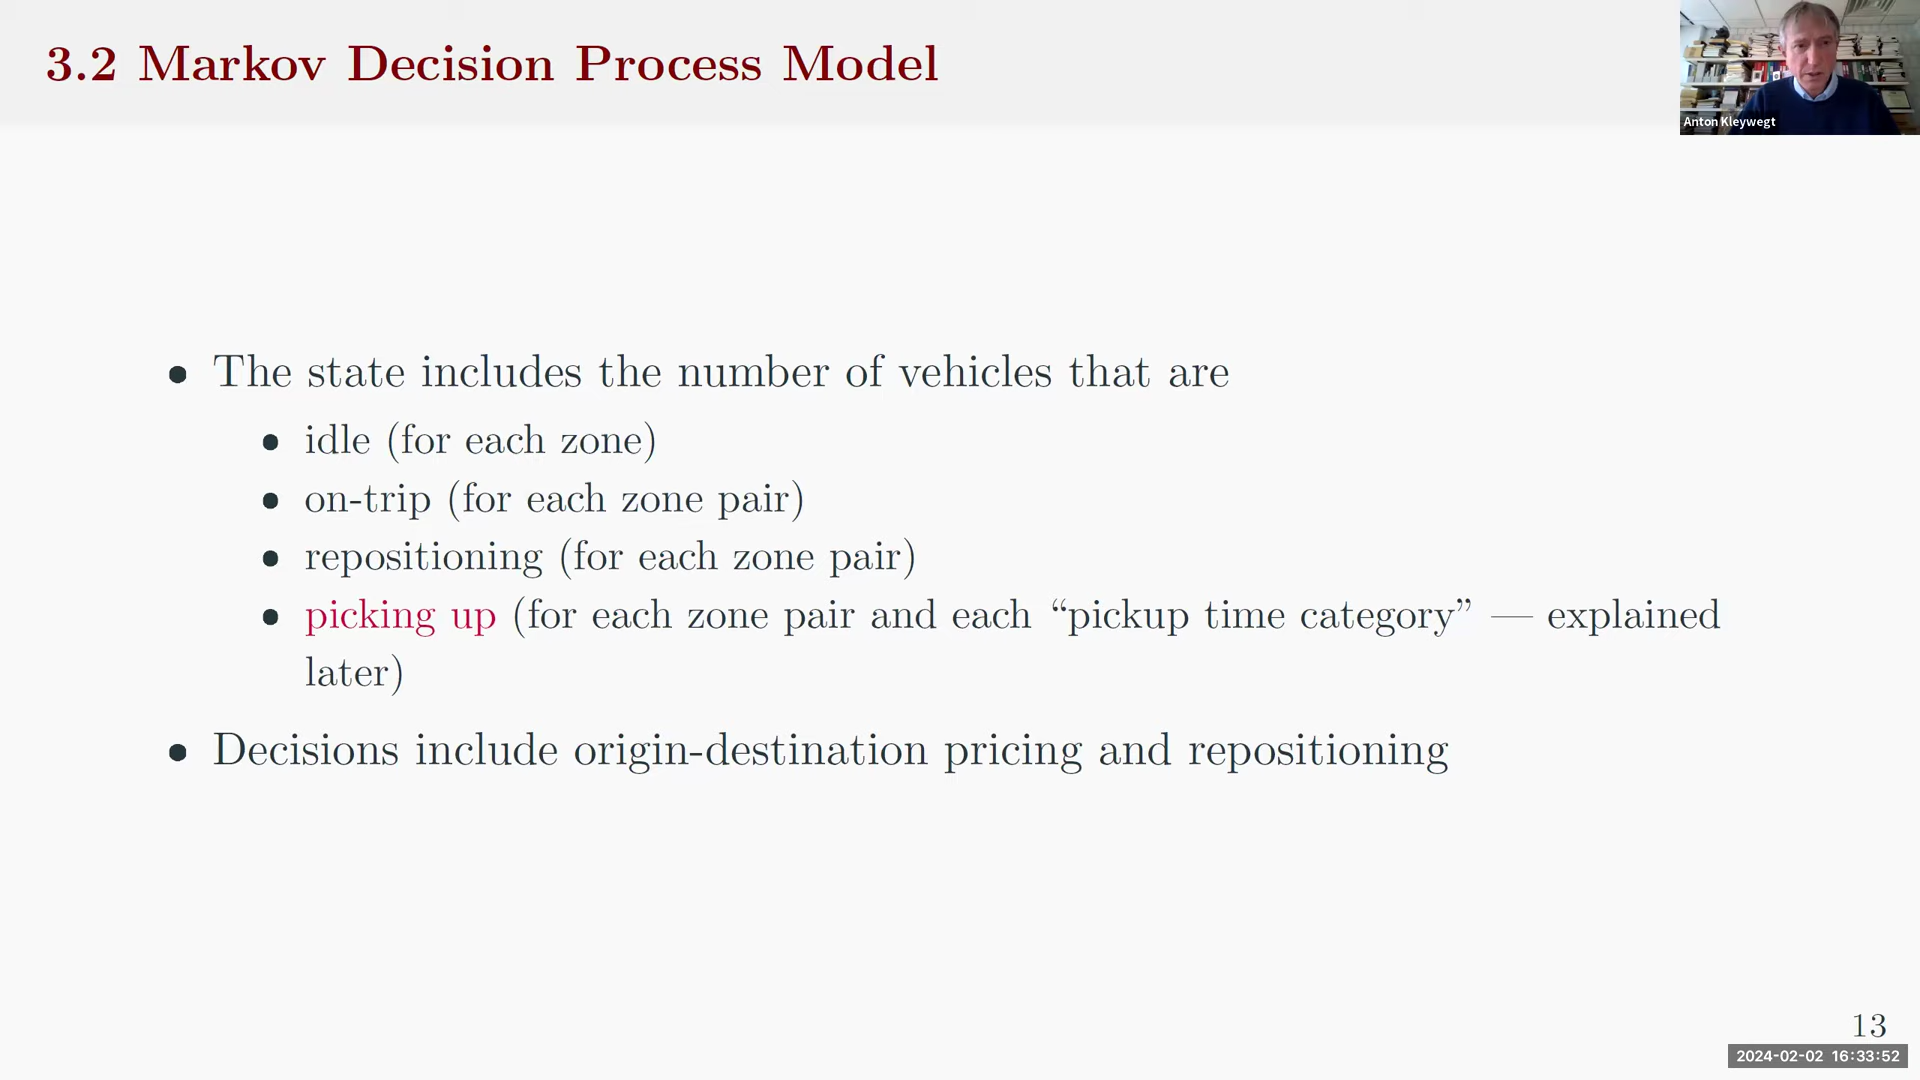 3.2 Markov Decision Process Model
Anton Kleywegt
• The state includes the number of vehicles that are
• idle (for each zone)
• on-trip (for each zone pair)
• repositioning (for each zone pair)
• picking up (for each zone pair and each “pickup time category” — explained
later)
• Decisions include origin-destination pricing and repositioning
13
2024-02-02 16:33:52